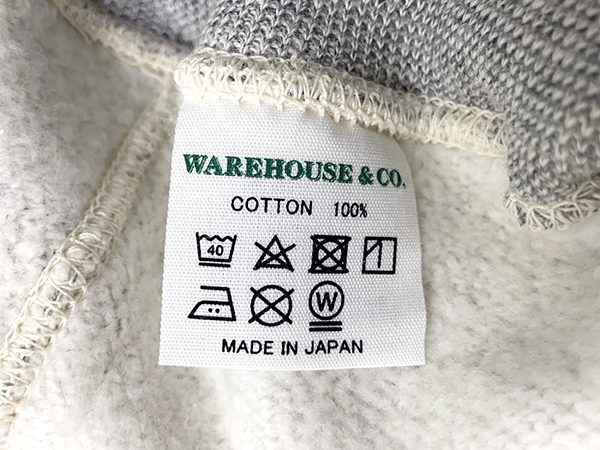 WAREHOUSE & CO.
COTTON 100%
40
W
MADE IN JAPAN